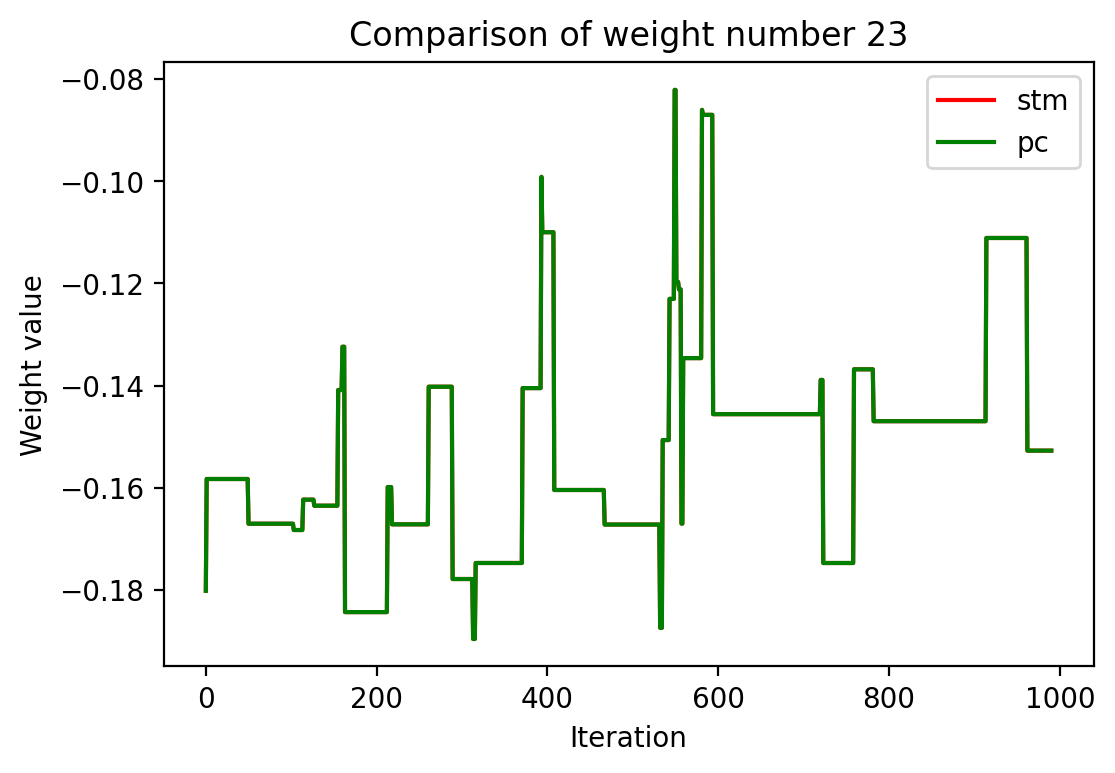 Comparison of weight number 23
−0.08
−0.10
−0.12
−0.14
−0.16
−0.18
Weight value
stm
pc
0
200
400
600
800
1000
Iteration